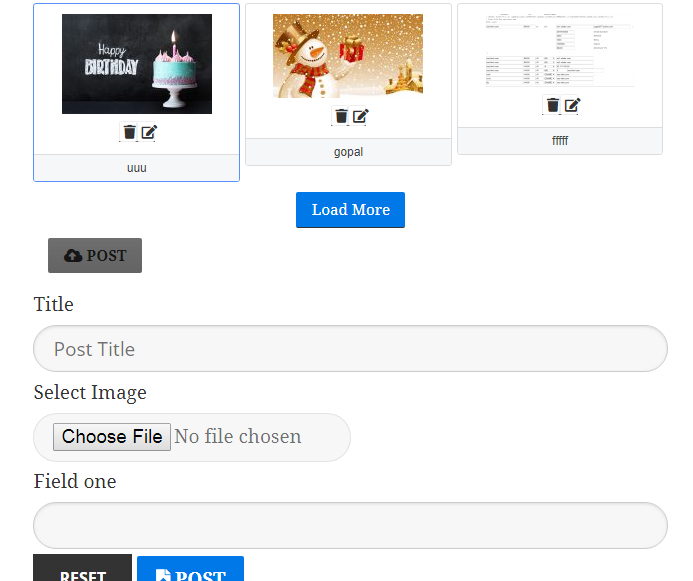 Happy
BIRTHDAY
uuu
gopal
fffff
Load More
POST
Title
Post Title
Select Image
Choose File No file chosen
Field one
RESET
POST